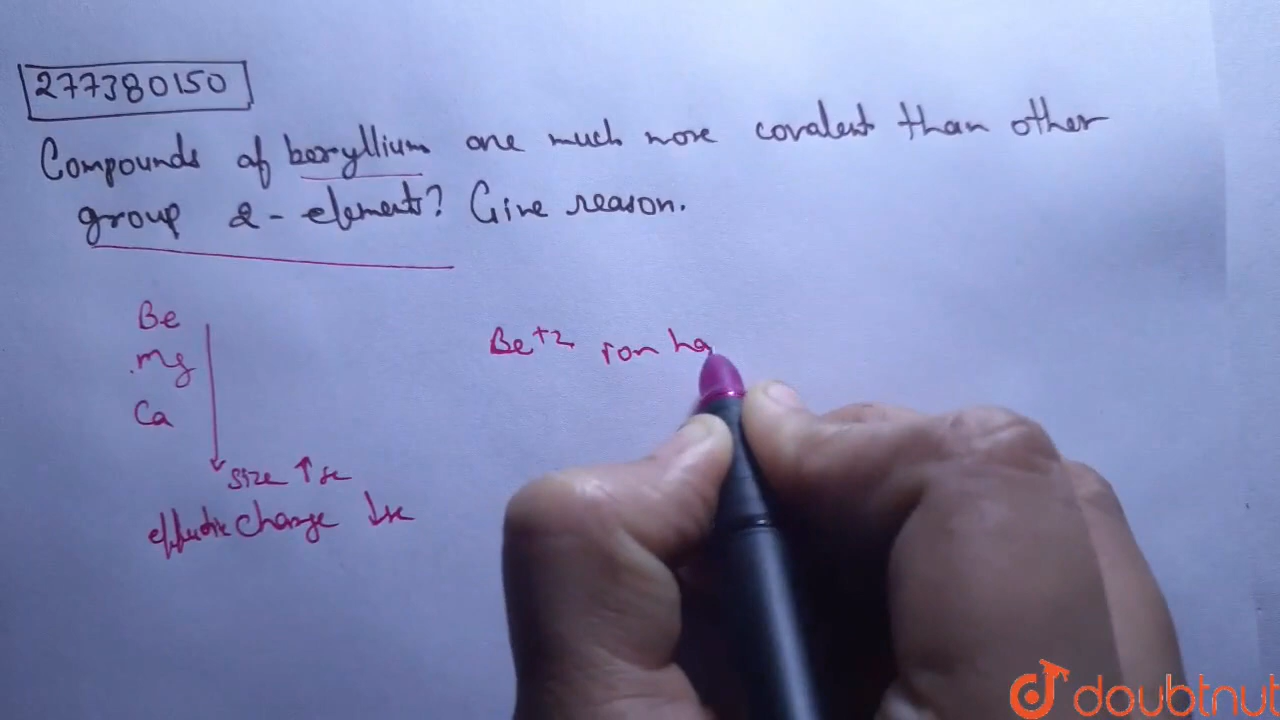 277380150
Compounds of beryllium are much more covalent than other
group 2 - elements? Give reason.
Be
Mg
Ca
size ↑se
effective charge ↓se
Be+2 ion ha
doubtnut